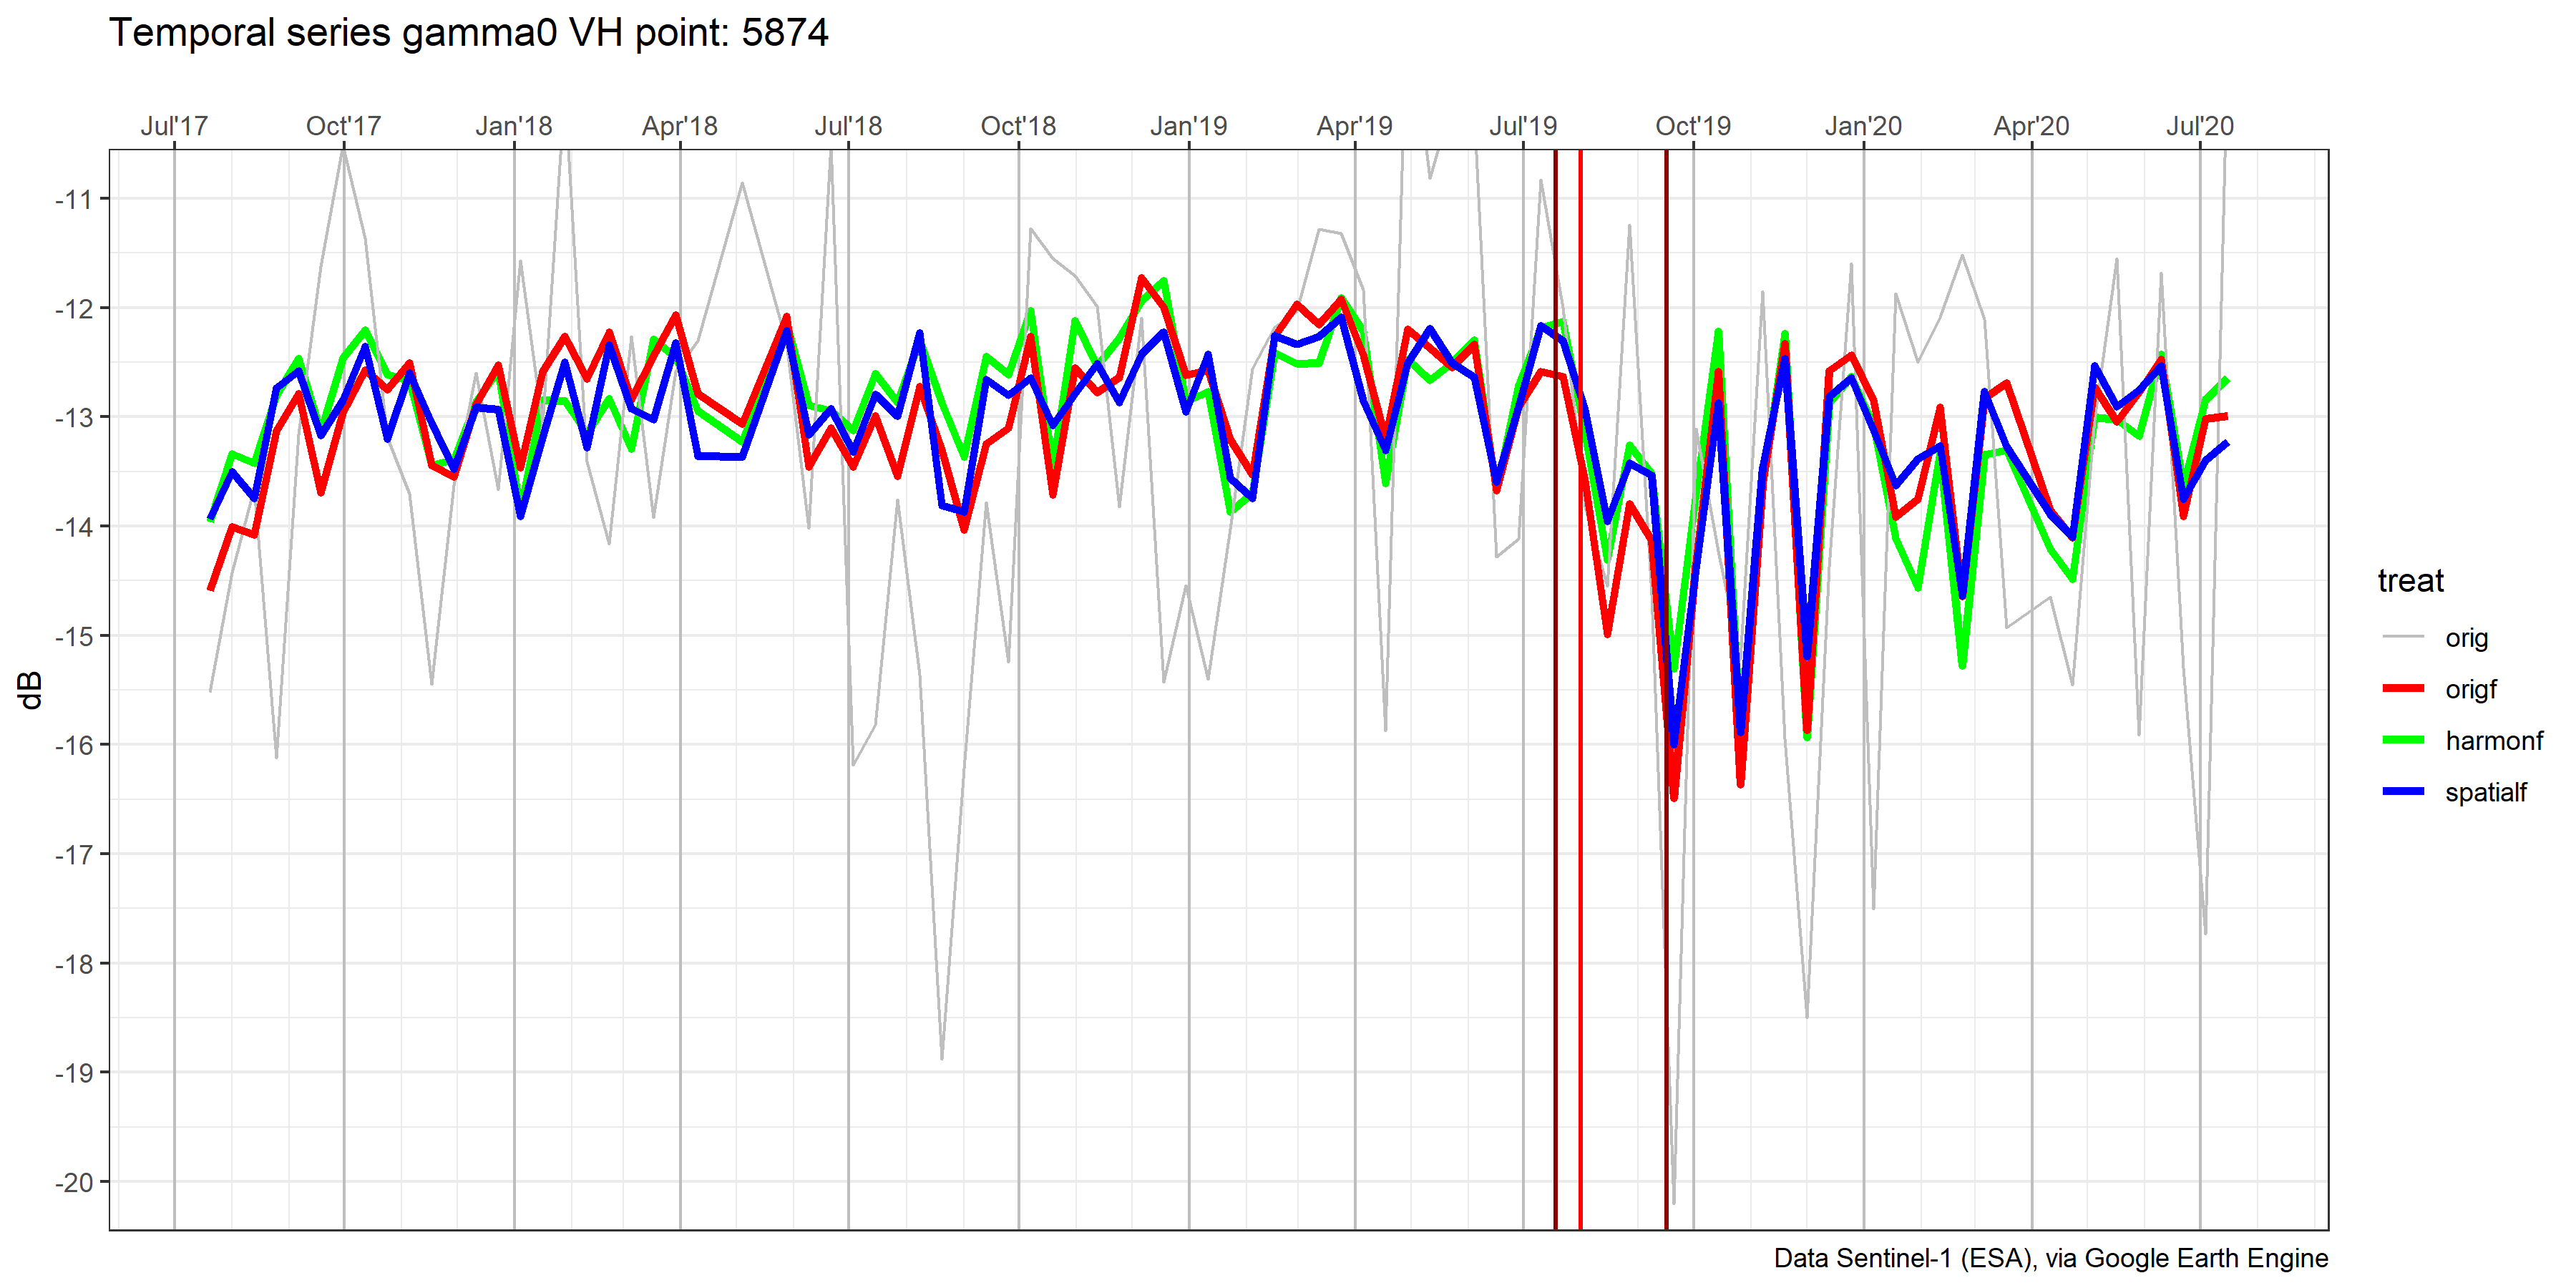 Temporal series gamma0 VH point: 5874
Jul'17 Oct'17 Jan'18 Apr'18 Jul'18 Oct'18 Jan'19 Apr'19 Jul'19 Oct'19 Jan'20 Apr'20 Jul'20
-11
-12
-13
-14
-15
-16
-17
-18
-19
-20
dB
treat
orig
origf
harmonf
spatialf
Data Sentinel-1 (ESA), via Google Earth Engine